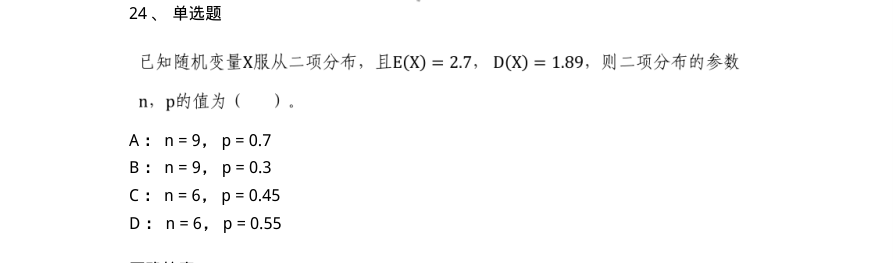 24 、 单选题
已知随机变量X服从二项分布，且E(X) = 2.7， D(X) = 1.89，则二项分布的参数
n，p的值为（ ）。
A ： n = 9， p = 0.7
B ： n = 9， p = 0.3
C ： n = 6， p = 0.45
D ： n = 6， p = 0.55